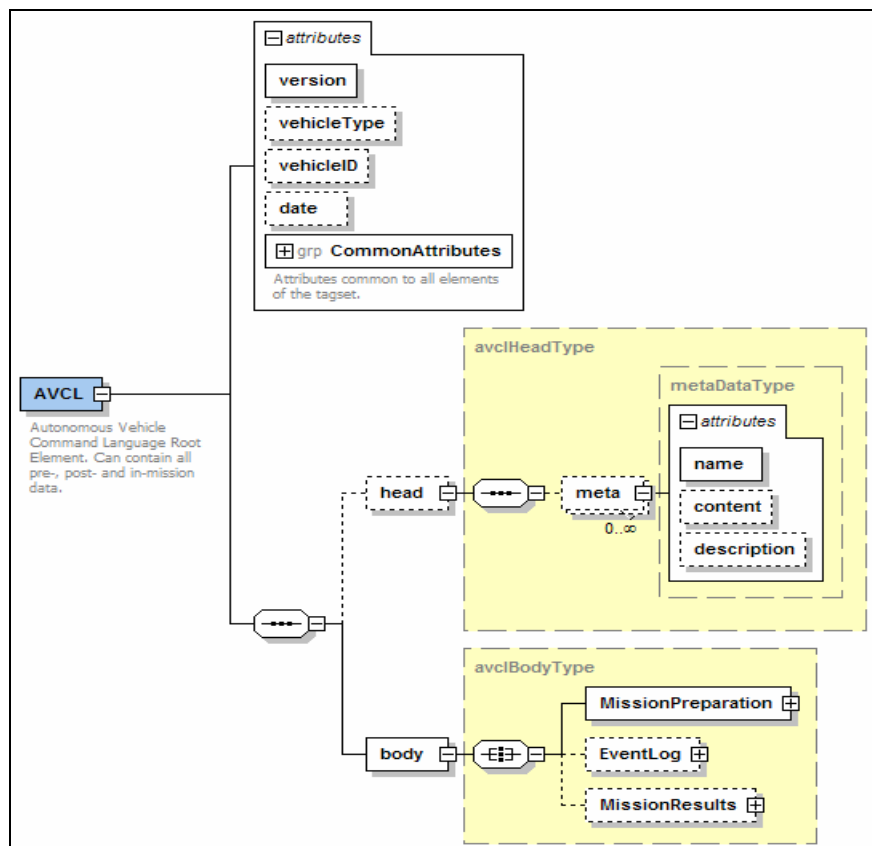 attributes
version
vehicleType
vehicleID
date
grp CommonAttributes
Attributes common to all elements
of the tagset.
AVCL
Autonomous Vehicle
Command Language Root
Element. Can contain all
pre-, post- and in-mission
data.
avclHeadType
metaDataType
attributes
head
meta
0..∞
name
content
description
avclBodyType
body
MissionPreparation
EventLog
MissionResults